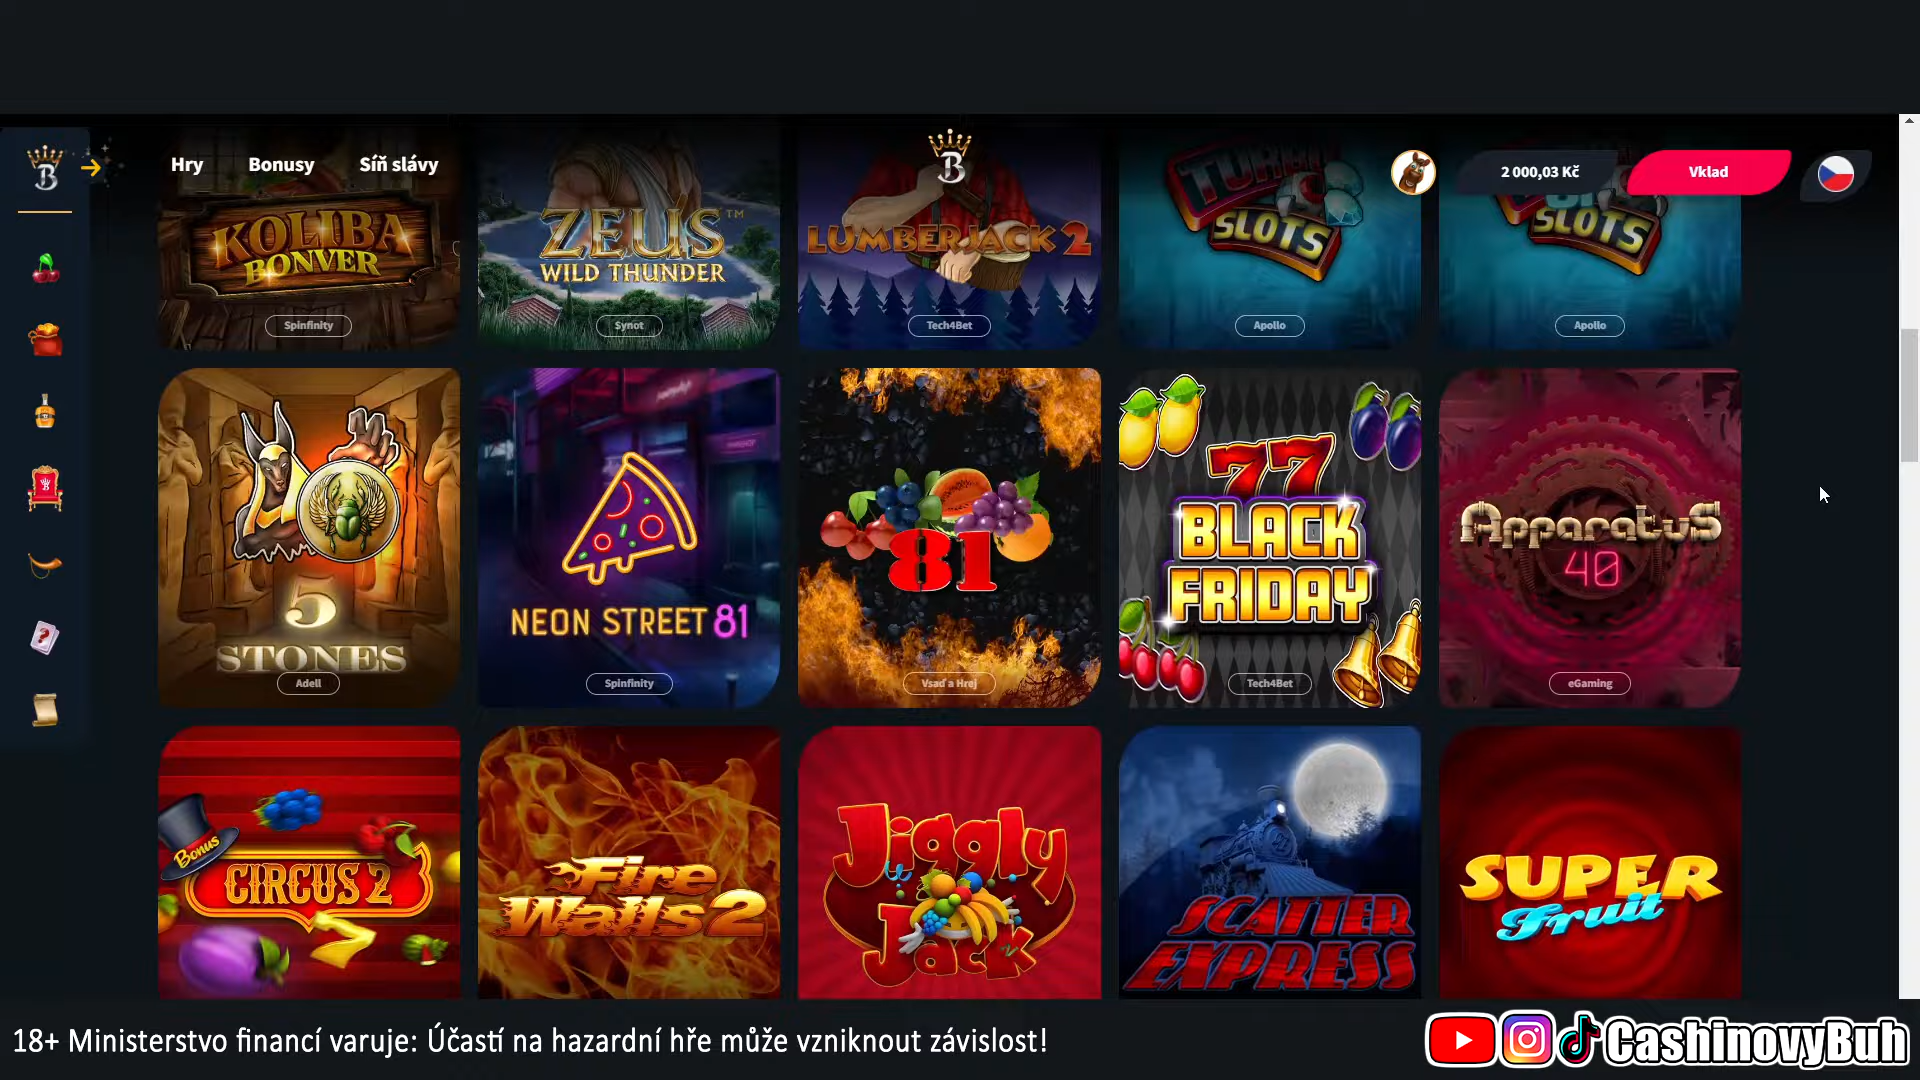 Hry Bonusy Síň slávy
B
B
2 000,03 Kč
Vklad
KOLIBA
BONVER
Spinfinity
ZEUS™
WILD THUNDER
Synot
LUMBERJACK 2
Tech4Bet
SLOTS
Apollo
SLOTS
Apollo
5
STONES
Adell
NEON STREET 81
Spinfinity
81
Vsaď a Hrej
77
BLACK
FRIDAY
Tech4Bet
Apparatus
40
eGaming
Bonus
CIRCUS 2
Fire
Walls 2
Jiggly
Jack
SCATTER
EXPRESS
SUPER
Fruit
18+ Ministerstvo financí varuje: Účastí na hazardní hře může vzniknout závislost!
CashinovyBuh